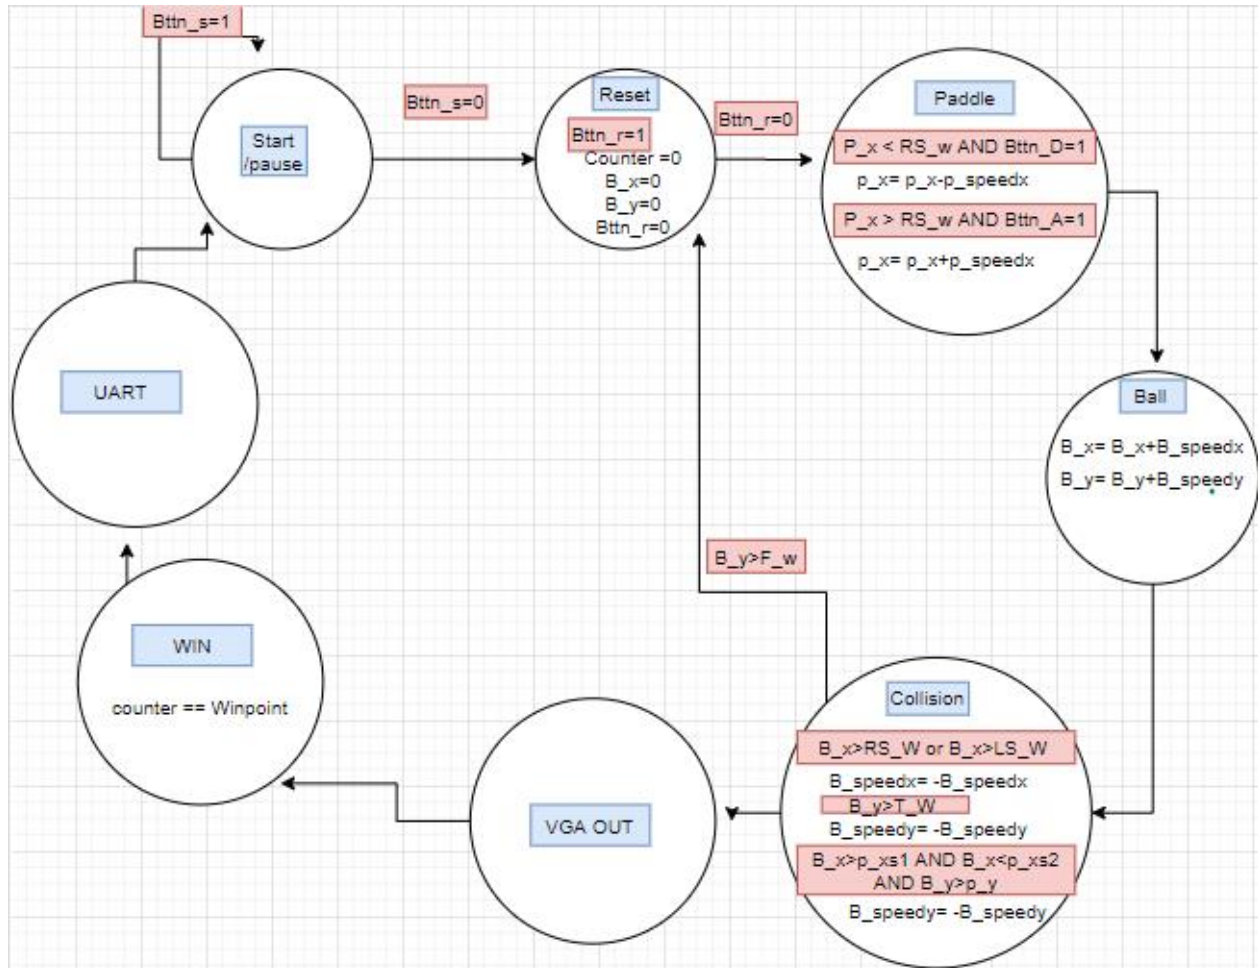 Bttn_s=1
Start
/pause
Bttn_s=0
Reset
Bttn_r=1
Counter =0
B_x=0
B_y=0
Bttn_r=0
Bttn_r=0
Paddle
P_x < RS_w AND Bttn_D=1
p_x= p_x-p_speedx
P_x > RS_w AND Bttn_A=1
p_x= p_x+p_speedx
Ball
B_x= B_x+B_speedx
B_y= B_y+B_speedy
B_y>F_w
Collision
B_x>RS_W or B_x>LS_W
B_speedx= -B_speedx
B_y>T_W
B_speedy= -B_speedy
B_x>p_xs1 AND B_x<p_xs2
AND B_y>p_y
B_speedy= -B_speedy
VGA OUT
WIN
counter == Winpoint
UART